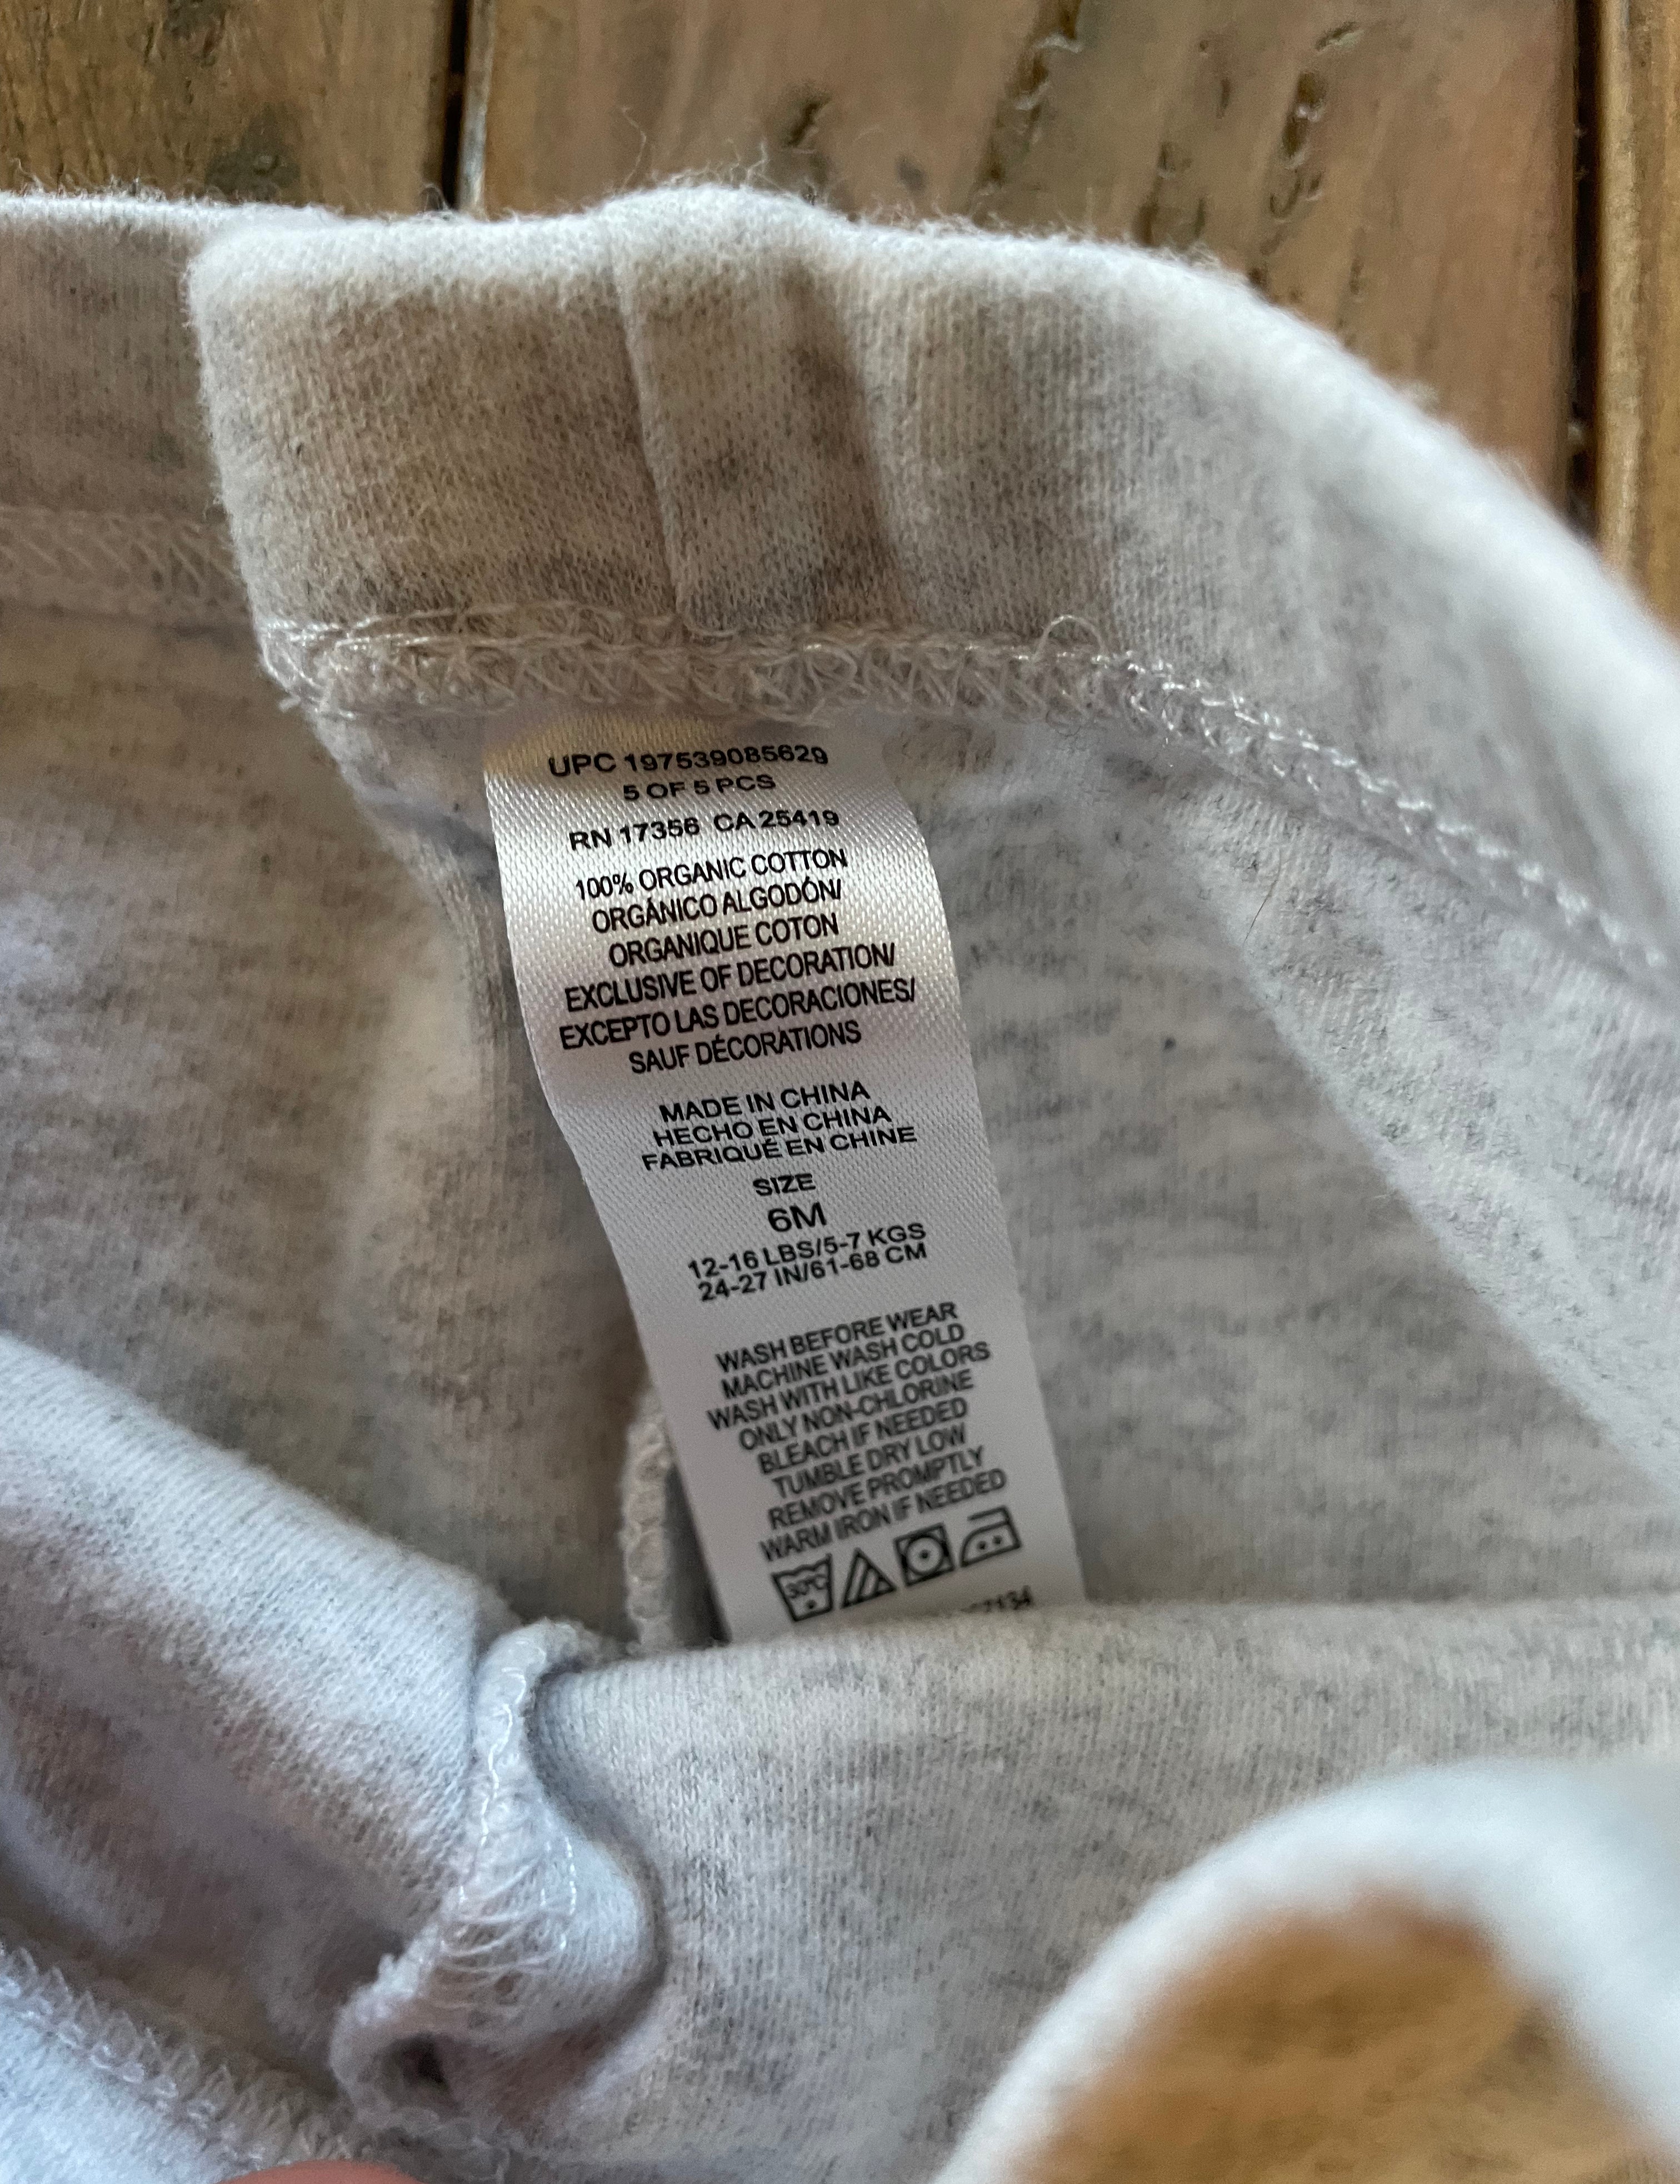 UPC 197539085629
5 OF 5 PCS
RN 17356 CA 25419
100% ORGANIC COTTON
ORGÁNICO ALGODÓN/
ORGANIQUE COTON
EXCLUSIVE OF DECORATION/
EXCEPTO LAS DECORACIONES/
SAUF DÉCORATIONS
MADE IN CHINA
HECHO EN CHINA
FABRIQUÉ EN CHINE
SIZE
6M
12-16 LBS/5-7 KGS
24-27 IN/61-68 CM
WASH BEFORE WEAR
MACHINE WASH COLD
WASH WITH LIKE COLORS
ONLY NON-CHLORINE
BLEACH IF NEEDED
TUMBLE DRY LOW
REMOVE PROMPTLY
WARM IRON IF NEEDED
30°C